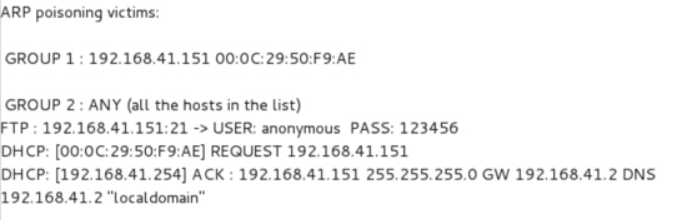 ARP poisoning victims:
GROUP 1 : 192.168.41.151 00:0C:29:50:F9:AE
GROUP 2 : ANY (all the hosts in the list)
FTP : 192.168.41.151:21 -> USER: anonymous  PASS: 123456
DHCP: [00:0C:29:50:F9:AE] REQUEST 192.168.41.151
DHCP: [192.168.41.254] ACK : 192.168.41.151 255.255.255.0 GW 192.168.41.2 DNS
192.168.41.2 "localdomain"